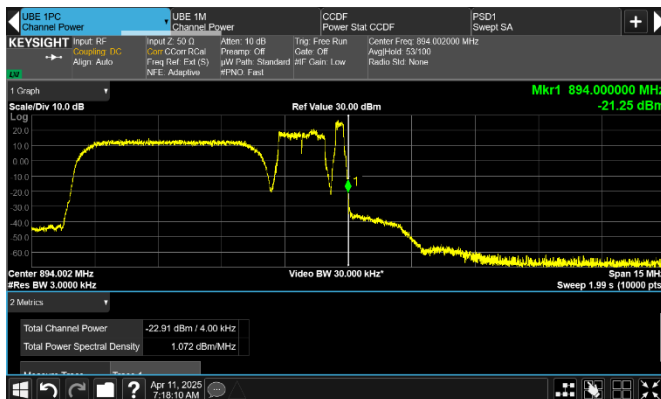 UBE 1PC
Channel Power
UBE 1M
Channel Power
CCDF
Power Stat CCDF
PSD1
Swept SA
KEYSIGHT
Input: RF
Coupling: DC
Align: Auto
LXI
Input Z: 50 Ω
Corr CCorr RCal
Freq Ref: Ext (S)
NFE: Adaptive
Atten: 10 dB
Preamp: Off
µW Path: Standard
#PNO: Fast
Trig: Free Run
Gate: Off
#IF Gain: Low
Center Freq: 894.002000 MHz
Avg|Hold: 53/100
Radio Std: None
1 Graph
Scale/Div 10.0 dB
Ref Value 30.00 dBm
Mkr1 894.000000 MHz
-21.25 dBm
Log
20.0
10.0
0.00
-10.0
-20.0
-30.0
-40.0
-50.0
-60.0
1
Center 894.002 MHz
#Res BW 3.0000 kHz
Video BW 30.000 kHz*
Span 15 MHz
Sweep 1.99 s (10000 pts
2 Metrics
Total Channel Power -22.91 dBm / 4.00 kHz
Total Power Spectral Density 1.072 dBm/MHz
Measure Trace Trace 1
?
Apr 11, 2025
7:18:10 AM